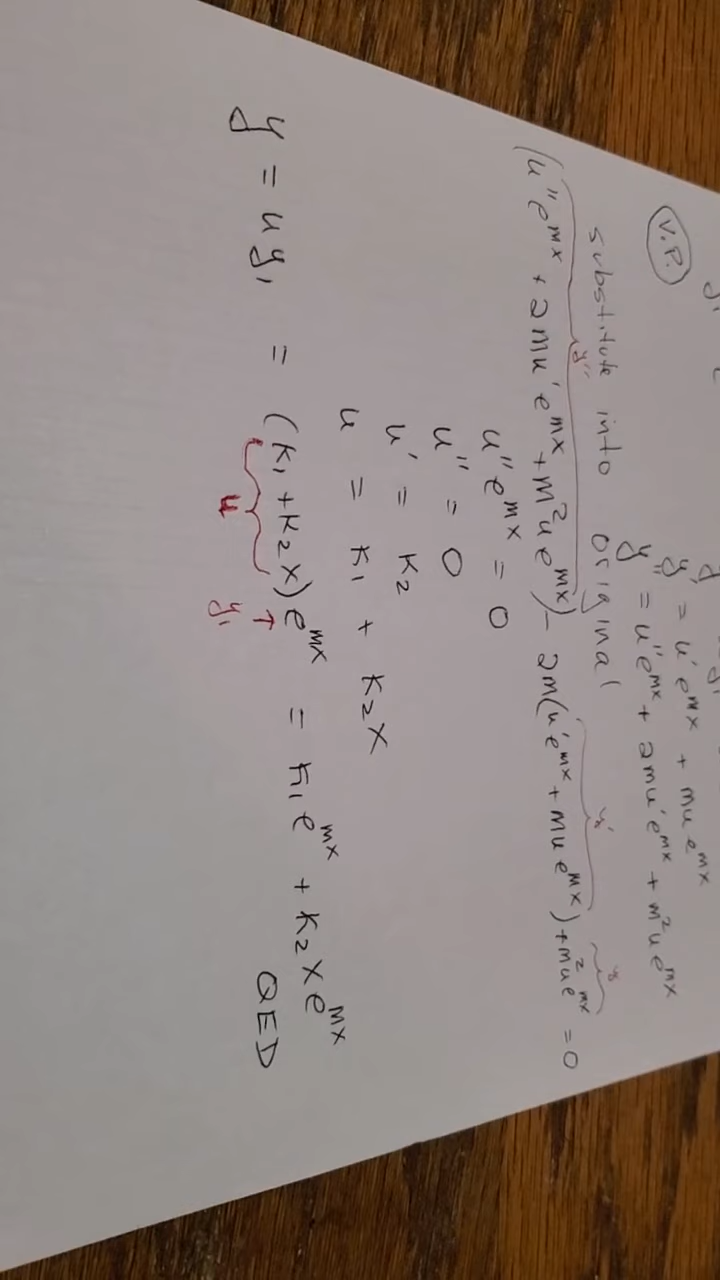 V.P.
y' = u'e^mx + mue^mx
y'' = u''e^mx + 2mu'e^mx + m²ue^mx
substitute into original
y'' y' y
(u''e^mx + 2mu'e^mx + m²ue^mx) - 2m(u'e^mx + mue^mx) + m²ue^mx = 0
u''e^mx = 0
u'' = 0
u' = K₂
u = K₁ + K₂x
y = uy₁ = (K₁ + K₂x)e^mx = K₁e^mx + K₂xe^mx
u ↑
y₁
QED